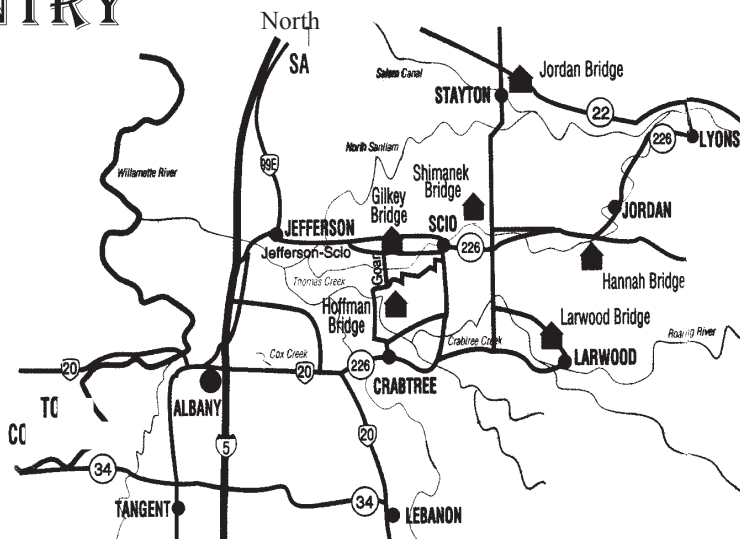 NTRY
North
SA
Salem Canal
Jordan Bridge
STAYTON
22
226
LYONS
99E
North Santiam
Willamette River
Shimanek
Bridge
Gilkey
Bridge
JORDAN
JEFFERSON
SCIO
226
Jefferson-Scio
Goar
Thomas Creek
Hannah Bridge
Hoffman
Bridge
Larwood Bridge
Roaring River
Crabtree Creek
Cox Creek
LARWOOD
20
20
226
CRABTREE
TO
ALBANY
CO
20
5
34
34
TANGENT
LEBANON